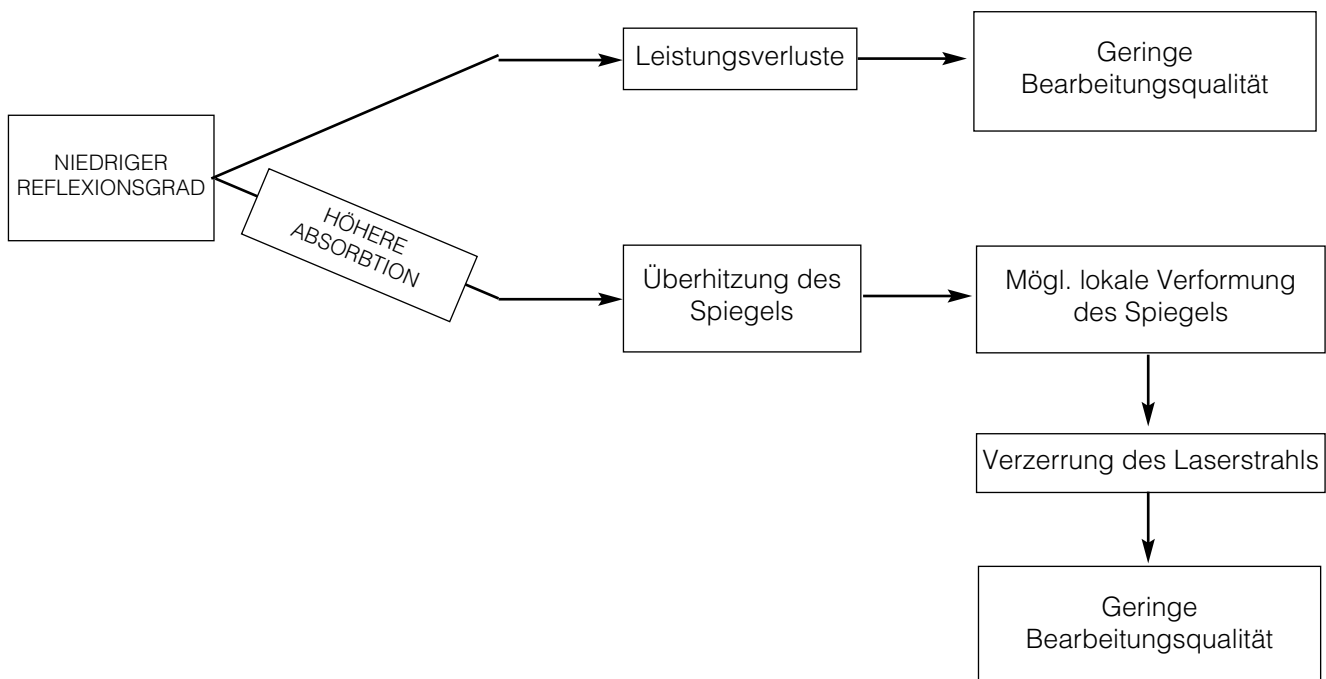 NIEDRIGER
REFLEXIONSGRAD
Leistungsverluste
Geringe
Bearbeitungsqualität
HÖHERE
ABSORBTION
Überhitzung des
Spiegels
Mögl. lokale Verformung
des Spiegels
Verzerrung des Laserstrahls
Geringe
Bearbeitungsqualität